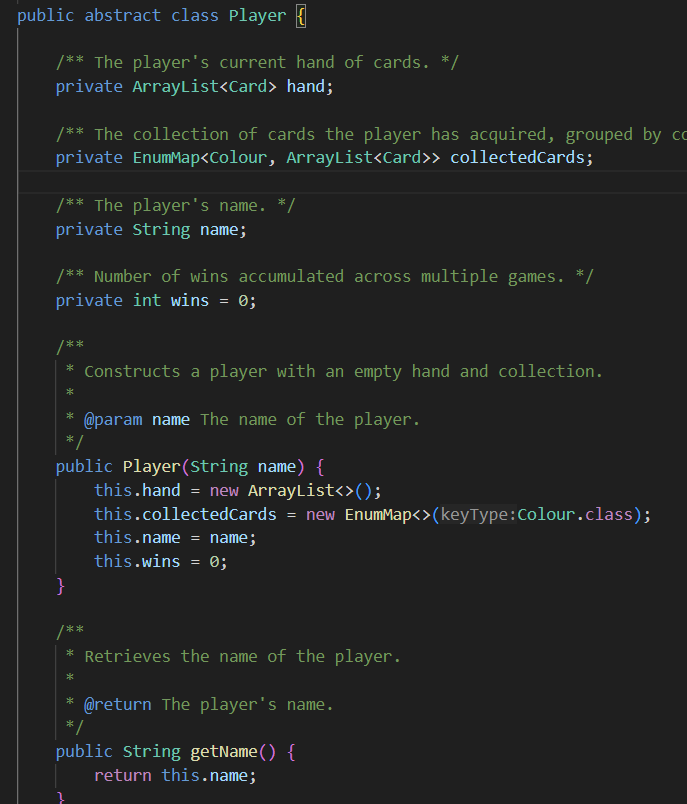 public abstract class Player {
/** The player's current hand of cards. */
private ArrayList<Card> hand;
/** The collection of cards the player has acquired, grouped by
private EnumMap<Colour, ArrayList<Card>> collectedCards;
/** The player's name. */
private String name;
/** Number of wins accumulated across multiple games. */
private int wins = 0;
/**
* Constructs a player with an empty hand and collection.
*
* @param name The name of the player.
*/
public Player(String name) {
this.hand = new ArrayList<>();
this.collectedCards = new EnumMap<>(keyType:Colour.class);
this.name = name;
this.wins = 0;
}
/**
* Retrieves the name of the player.
*
* @return The player's name.
*/
public String getName() {
return this.name;
}